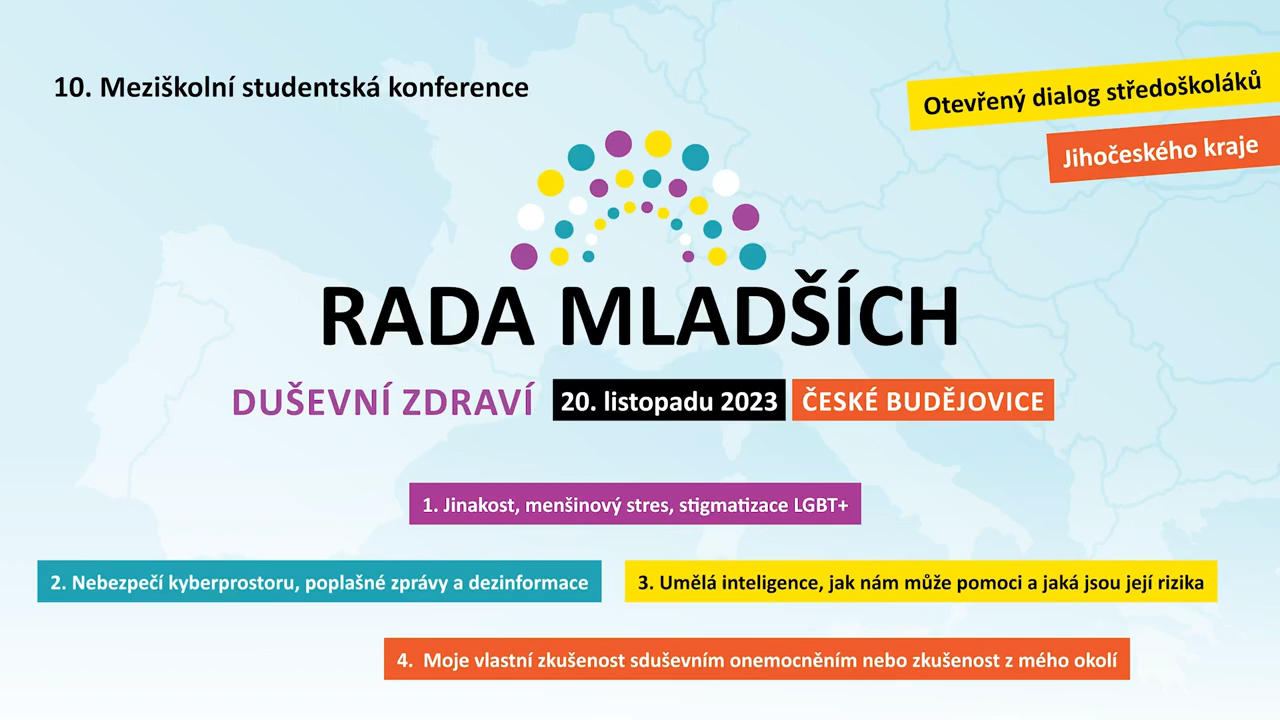 10. Meziškolní studentská konference
Otevřený dialog středoškoláků
Jihočeského kraje
RADA MLADŠÍCH
DUŠEVNÍ ZDRAVÍ 20. listopadu 2023 ČESKÉ BUDĚJOVICE
1. Jinakost, menšinový stres, stigmatizace LGBT+
2. Nebezpečí kyberprostoru, poplašné zprávy a dezinformace
3. Umělá inteligence, jak nám může pomoci a jaká jsou její rizika
4. Moje vlastní zkušenost sduševním onemocněním nebo zkušenost z mého okolí